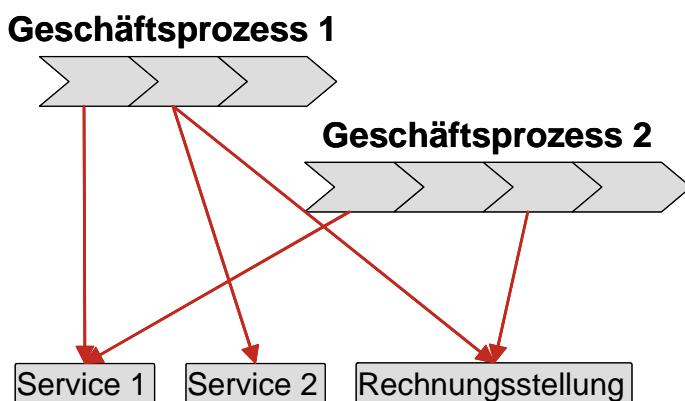 Geschäftsprozess 1
Geschäftsprozess 2
Service 1
Service 2
Rechnungsstellung